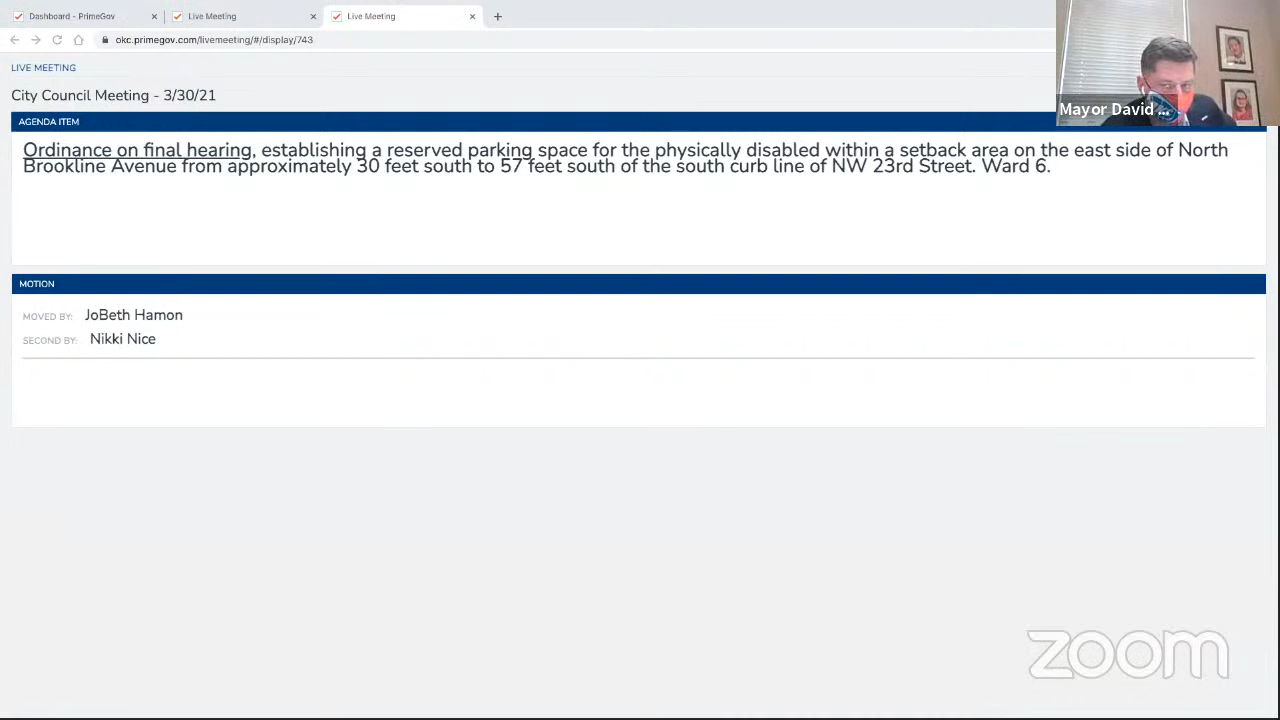 Dashboard - PrimeGov
Live Meeting
Live Meeting
okc.primegov.com/livemeeting/#/display/743
LIVE MEETING
City Council Meeting - 3/30/21
Mayor David ...
AGENDA ITEM
Ordinance on final hearing, establishing a reserved parking space for the physically disabled within a setback area on the east side of North
Brookline Avenue from approximately 30 feet south to 57 feet south of the south curb line of NW 23rd Street. Ward 6.
MOTION
MOVED BY: JoBeth Hamon
SECOND BY: Nikki Nice
zoom